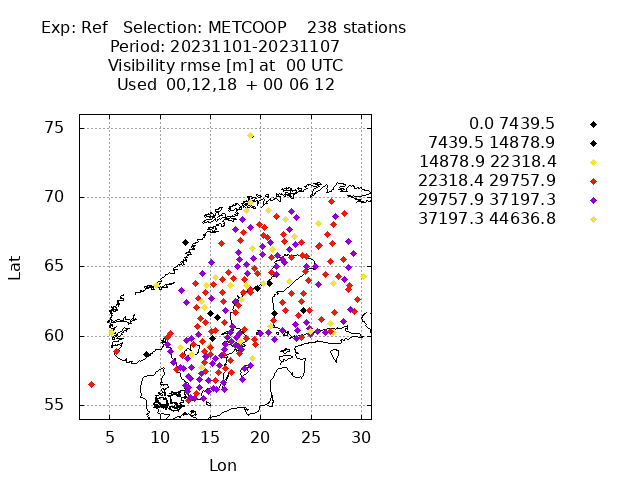 Exp: Ref   Selection: METCOOP    238 stations
Period: 20231101-20231107
Visibility rmse [m] at  00 UTC
Used  00,12,18  + 00 06 12
0.0 7439.5
7439.5 14878.9
14878.9 22318.4
22318.4 29757.9
29757.9 37197.3
37197.3 44636.8
75
70
65
60
55
Lat
5 10 15 20 25 30
Lon